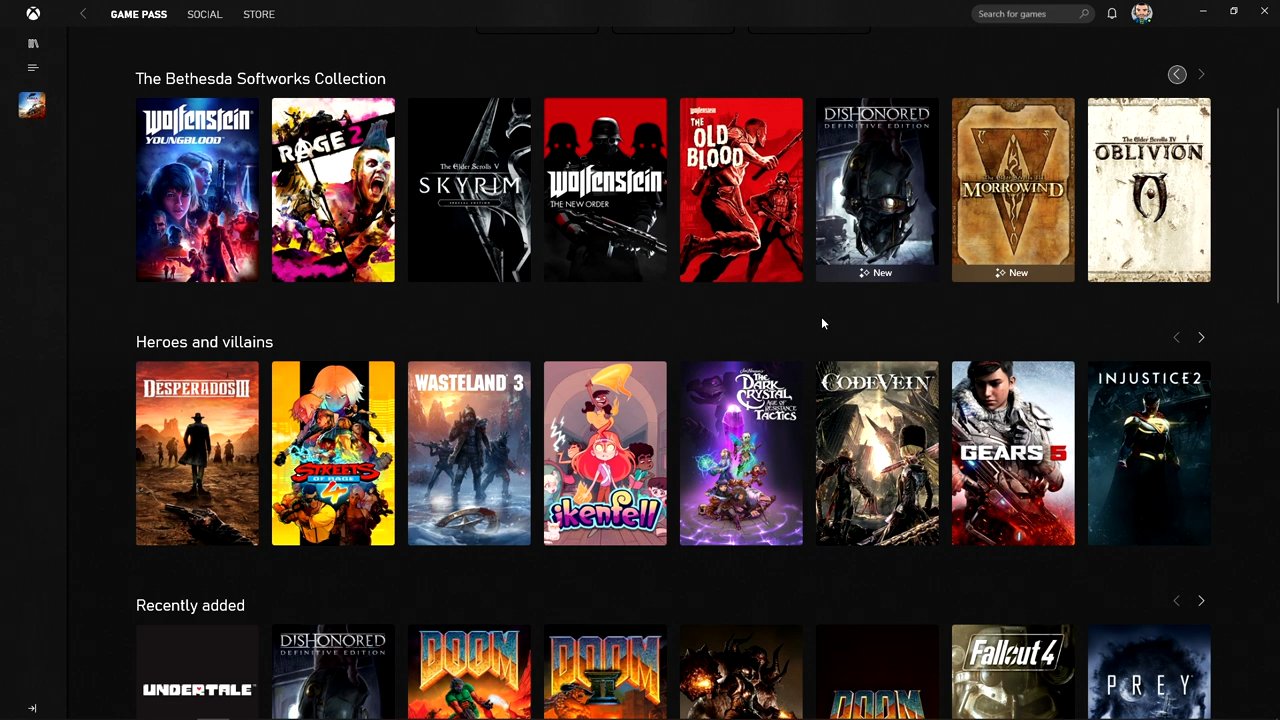 GAME PASS
SOCIAL
STORE
Search for games
The Bethesda Softworks Collection
Wolfenstein
YOUNGBLOOD
RAGE 2
The Elder Scrolls V
SKYRIM
SPECIAL EDITION
Wolfenstein
THE NEW ORDER
Wolfenstein
THE
OLD
BLOOD
DISHONORED
DEFINITIVE EDITION
New
The Elder Scrolls III
MORROWIND
New
The Elder Scrolls IV
OBLIVION
Heroes and villains
DESPERADOS III
STREETS
OF RAGE
4
WASTELAND 3
ikenfell
Jim Henson's
THE
DARK
CRYSTAL
AGE OF
RESISTANCE
TACTICS
CODE VEIN
GEARS 5
INJUSTICE 2
Recently added
UNDERTALE
DISHONORED
DEFINITIVE EDITION
DOOM
DOOM
II
DOOM
Fallout 4
PREY